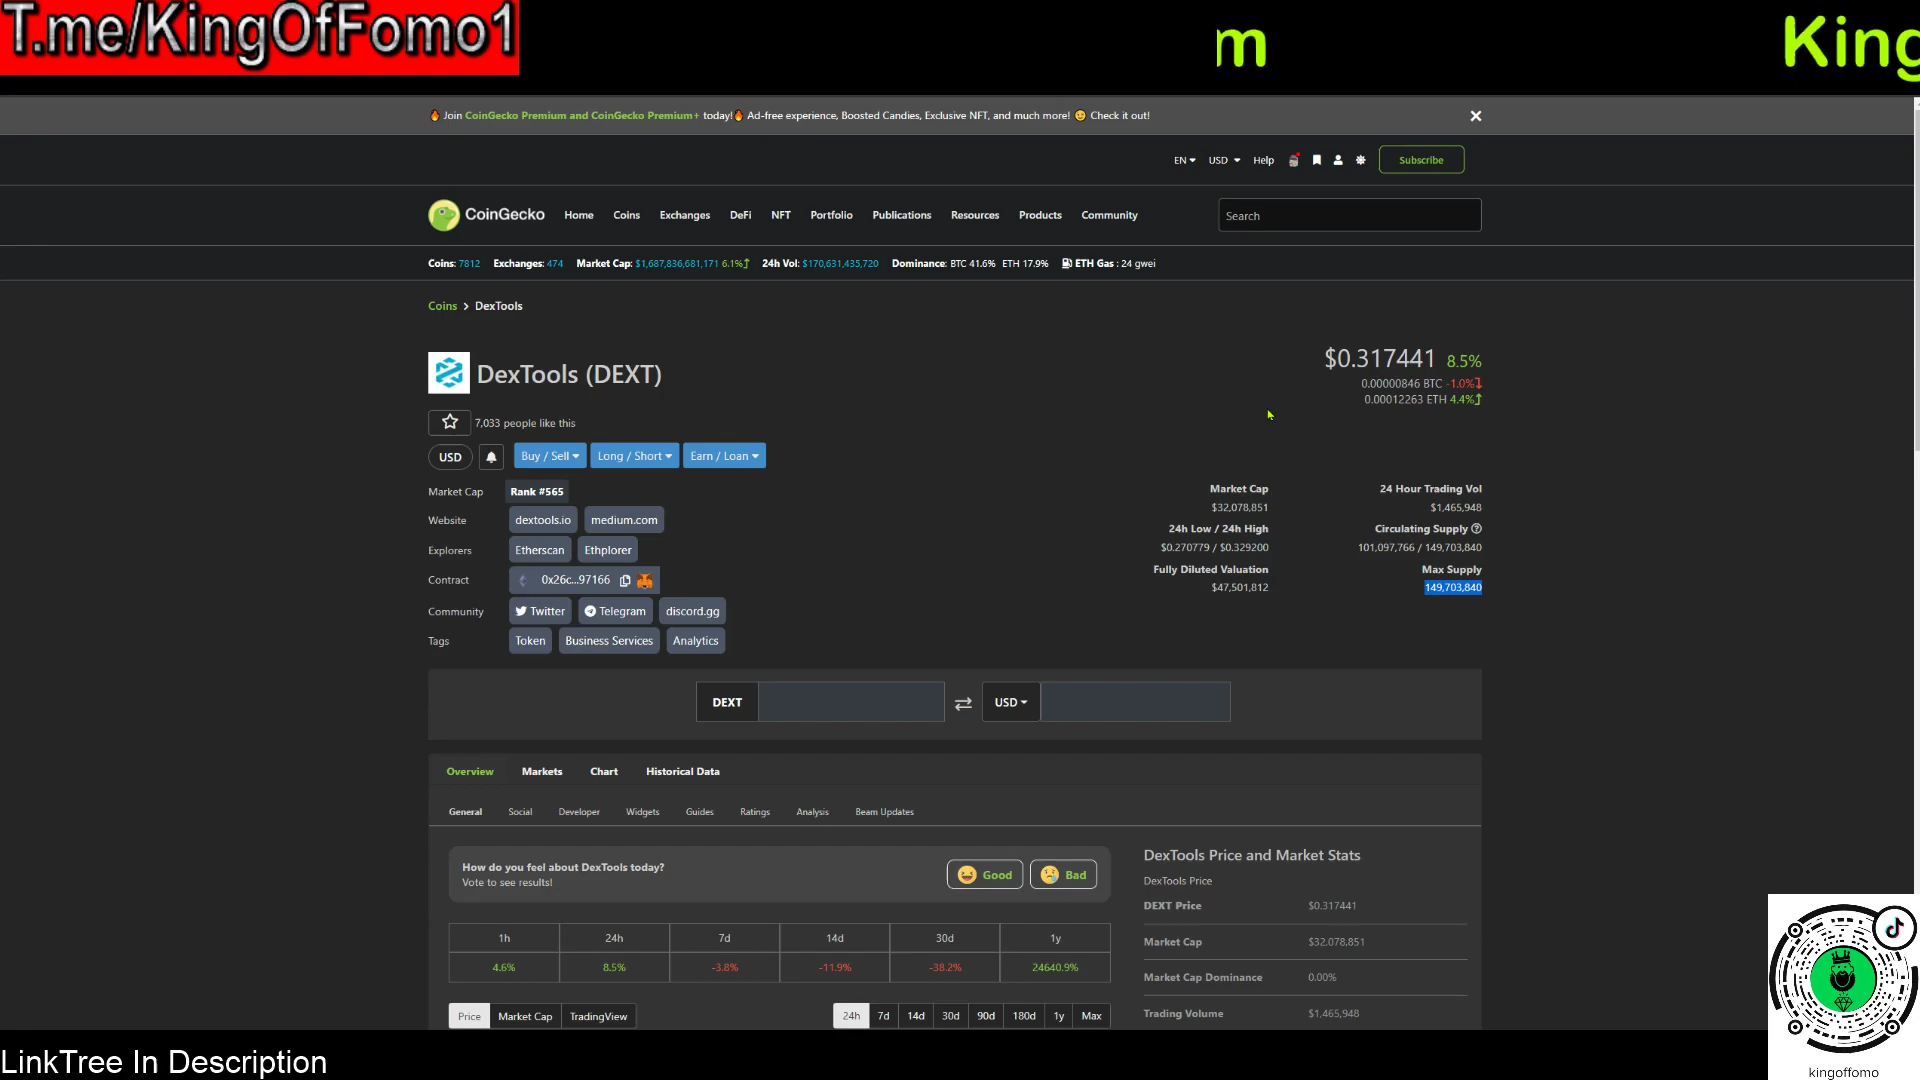 T.me/KingOfFomo1
m
King
Join CoinGecko Premium and CoinGecko Premium+ today! Ad-free experience, Boosted Candies, Exclusive NFT, and much more! Check it out!
EN USD Help Subscribe
CoinGecko Home Coins Exchanges DeFi NFT Portfolio Publications Resources Products Community Search
Coins: 7812 Exchanges: 474 Market Cap: $1,687,836,681,171 6.1% 24h Vol: $170,631,435,720 Dominance: BTC 41.6% ETH 17.9% ETH Gas : 24 gwei
Coins > DexTools
DexTools (DEXT)
$0.317441 8.5%
0.00000846 BTC -1.0%
0.00012263 ETH 4.4%
7,033 people like this
USD Buy / Sell Long / Short Earn / Loan
Market Cap Rank #565
Website dextools.io medium.com
Explorers Etherscan Ethplorer
Contract 0x26c...97166
Community Twitter Telegram discord.gg
Tags Token Business Services Analytics
Market Cap 24 Hour Trading Vol
$32,078,851 $1,465,948
24h Low / 24h High Circulating Supply
$0.270779 / $0.329200 101,097,766 / 149,703,840
Fully Diluted Valuation Max Supply
$47,501,812 149,703,840
DEXT USD
Overview Markets Chart Historical Data
General Social Developer Widgets Guides Ratings Analysis Beam Updates
How do you feel about DexTools today?
Vote to see results!
Good Bad
1h 24h 7d 14d 30d 1y
4.6% 8.5% -3.8% -11.9% -38.2% 24640.9%
Price Market Cap TradingView 24h 7d 14d 30d 90d 180d 1y Max
DexTools Price and Market Stats
DexTools Price
DEXT Price $0.317441
Market Cap $32,078,851
Market Cap Dominance 0.00%
Trading Volume $1,465,948
LinkTree In Description
kingoffomo